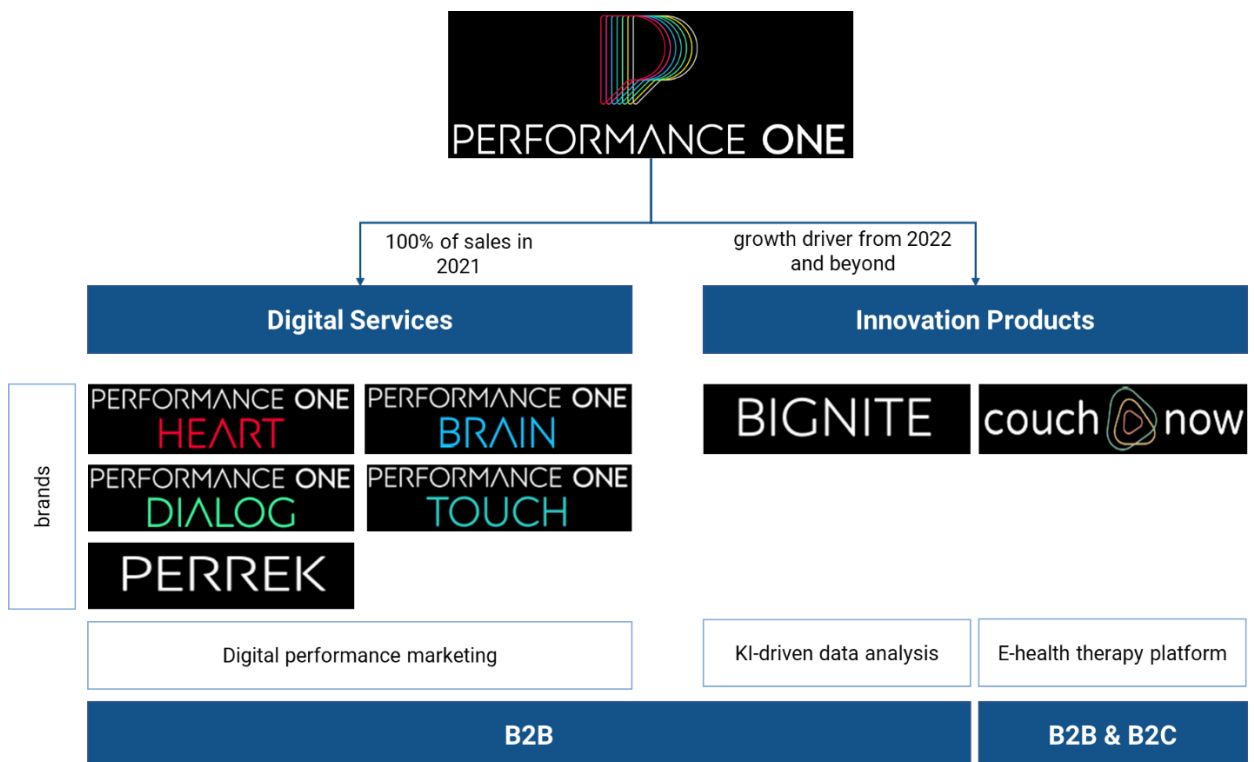 PERFORMANCE ONE
100% of sales in
2021
growth driver from 2022
and beyond
Digital Services
Innovation Products
brands
PERFORMANCE ONE
HEART
PERFORMANCE ONE
BRAIN
BIGNITE
couch now
PERFORMANCE ONE
DIALOG
PERFORMANCE ONE
TOUCH
PERREK
Digital performance marketing
KI-driven data analysis
E-health therapy platform
B2B
B2B & B2C